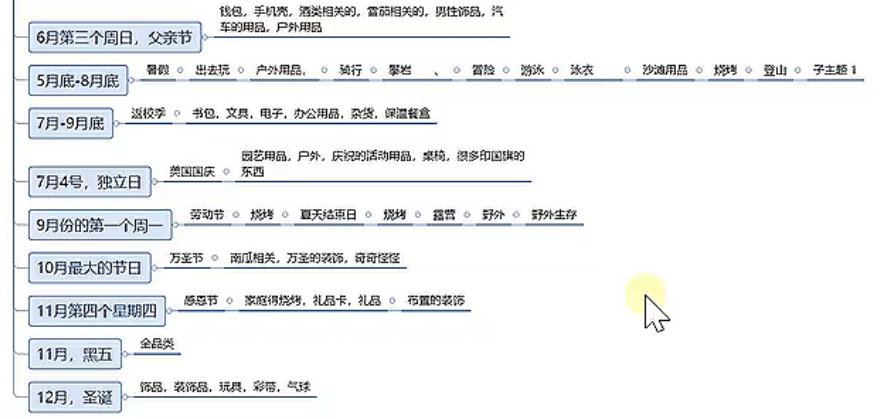 钱包，手机壳，酒类相关的，雪茄相关的，男性饰品，汽
车的用品，户外用品
6月第三个周日，父亲节
5月底-8月底 暑假 出去玩 户外用品， 骑行 攀岩 、 冒险 游泳 泳衣 沙滩用品 烧烤 登山 子主题 1
7月-9月底 返校季 书包，文具，电子，办公用品，杂货，保温餐盒
园艺用品，户外，庆祝的活动用品，桌椅，很多印国旗的
7月4号，独立日 美国国庆 东西
9月份的第一个周一 劳动节 烧烤 夏天结束日 烧烤 露营 野外 野外生存
10月最大的节日 万圣节 南瓜相关，万圣的装饰，奇奇怪怪
11月第四个星期四 感恩节 家庭得烧烤，礼品卡，礼品 布置的装饰
11月，黑五 全品类
12月，圣诞 饰品，装饰品，玩具，彩带，气球